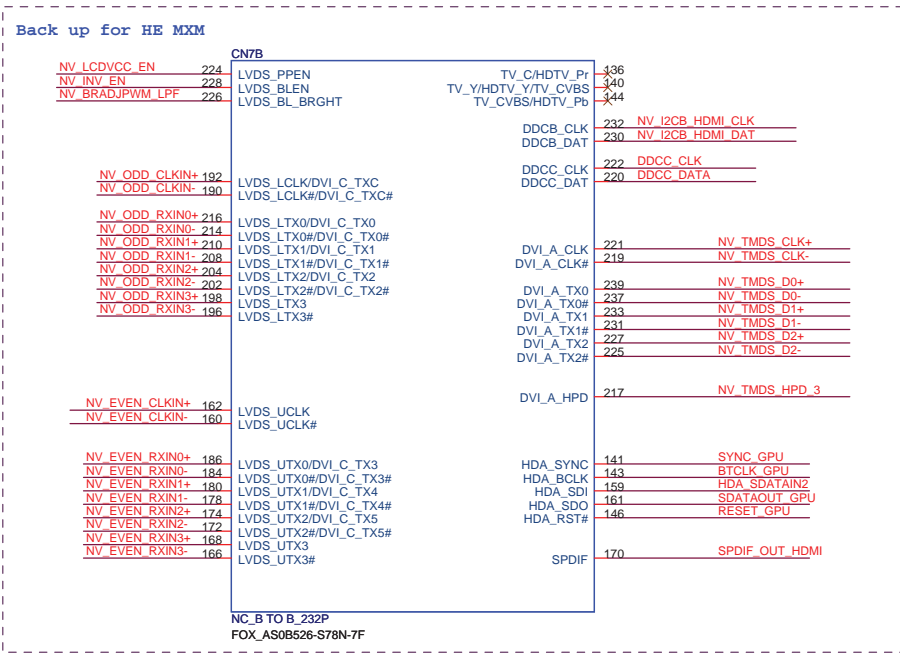 Back up for HE MXM
CN7B
NV_LCDVCC_EN 224 LVDS_PPEN
NV_INV_EN 228 LVDS_BLEN
NV_BRADJPWM_LPF 226 LVDS_BL_BRGHT
NV_ODD_CLKIN+ 192 LVDS_LCLK/DVI_C_TXC
NV_ODD_CLKIN- 190 LVDS_LCLK#/DVI_C_TXC#
NV_ODD_RXIN0+ 216 LVDS_LTX0/DVI_C_TX0
NV_ODD_RXIN0- 214 LVDS_LTX0#/DVI_C_TX0#
NV_ODD_RXIN1+ 210 LVDS_LTX1/DVI_C_TX1
NV_ODD_RXIN1- 208 LVDS_LTX1#/DVI_C_TX1#
NV_ODD_RXIN2+ 204 LVDS_LTX2/DVI_C_TX2
NV_ODD_RXIN2- 202 LVDS_LTX2#/DVI_C_TX2#
NV_ODD_RXIN3+ 198 LVDS_LTX3
NV_ODD_RXIN3- 196 LVDS_LTX3#
NV_EVEN_CLKIN+ 162 LVDS_UCLK
NV_EVEN_CLKIN- 160 LVDS_UCLK#
NV_EVEN_RXIN0+ 186 LVDS_UTX0/DVI_C_TX3
NV_EVEN_RXIN0- 184 LVDS_UTX0#/DVI_C_TX3#
NV_EVEN_RXIN1+ 180 LVDS_UTX1/DVI_C_TX4
NV_EVEN_RXIN1- 178 LVDS_UTX1#/DVI_C_TX4#
NV_EVEN_RXIN2+ 174 LVDS_UTX2/DVI_C_TX5
NV_EVEN_RXIN2- 172 LVDS_UTX2#/DVI_C_TX5#
NV_EVEN_RXIN3+ 168 LVDS_UTX3
NV_EVEN_RXIN3- 166 LVDS_UTX3#
TV_C/HDTV_Pr 136
TV_Y/HDTV_Y/TV_CVBS 140
TV_CVBS/HDTV_Pb 144
DDCB_CLK 232 NV_I2CB_HDMI_CLK
DDCB_DAT 230 NV_I2CB_HDMI_DAT
DDCC_CLK 222 DDCC_CLK
DDCC_DAT 220 DDCC_DATA
DVI_A_CLK 221 NV_TMDS_CLK+
DVI_A_CLK# 219 NV_TMDS_CLK-
DVI_A_TX0 239 NV_TMDS_D0+
DVI_A_TX0# 237 NV_TMDS_D0-
DVI_A_TX1 233 NV_TMDS_D1+
DVI_A_TX1# 231 NV_TMDS_D1-
DVI_A_TX2 227 NV_TMDS_D2+
DVI_A_TX2# 225 NV_TMDS_D2-
DVI_A_HPD 217 NV_TMDS_HPD_3
HDA_SYNC 141 SYNC_GPU
HDA_BCLK 143 BTCLK_GPU
HDA_SDI 159 HDA_SDATAIN2
HDA_SDO 161 SDATAOUT_GPU
HDA_RST# 146 RESET_GPU
SPDIF 170 SPDIF_OUT_HDMI
NC_B TO B_232P
FOX_AS0B526-S78N-7F